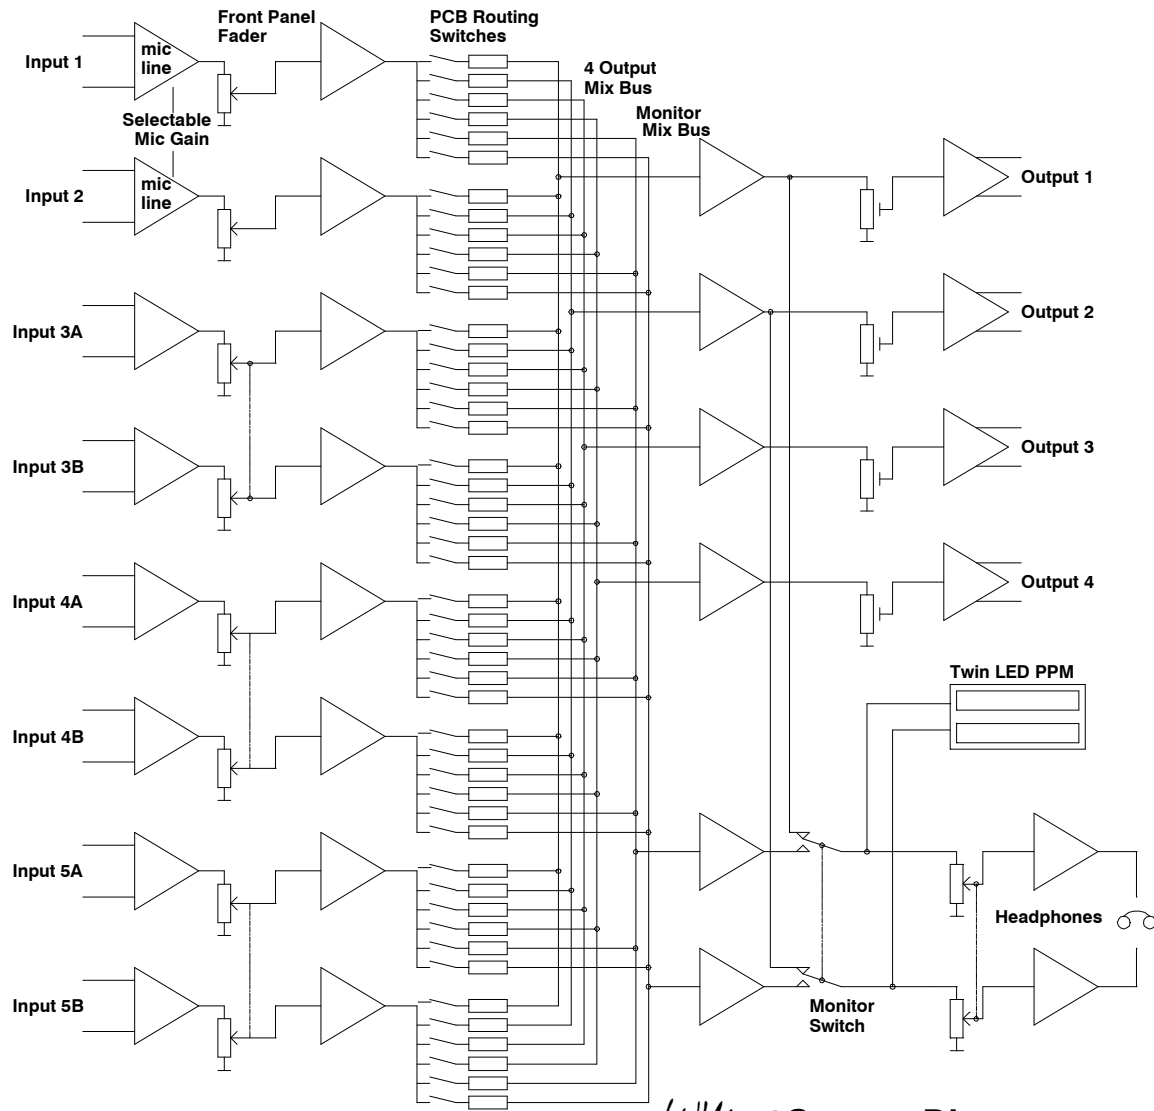 Front Panel
Fader
PCB Routing
Switches
Input 1
mic
line
4 Output
Mix Bus
Selectable
Mic Gain
Monitor
Mix Bus
Input 2
mic
line
Output 1
Input 3A
Output 2
Input 3B
Output 3
Input 4A
Output 4
Twin LED PPM
Input 4B
Input 5A
Headphones
Input 5B
Monitor
Switch